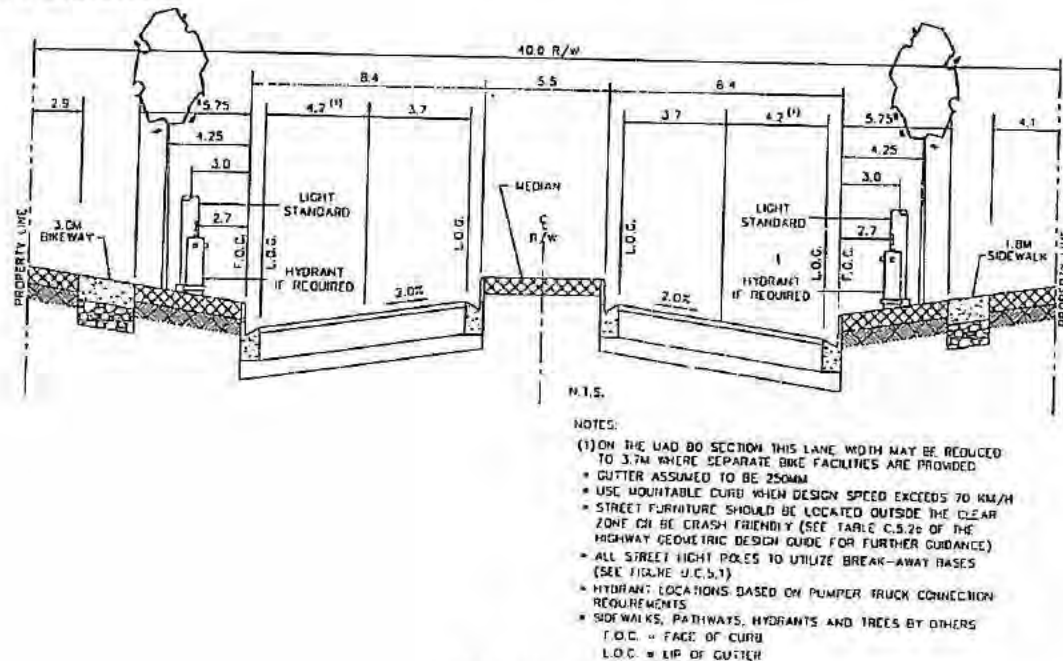 40.0 R/W
8.4 5.5 8.4
2.9 5.75 4.2 (1) 3.7 3.7 4.2 (1) 5.75 4.1
4.25 4.25
3.0 3.0
LIGHT STANDARD
MEDIAN
LIGHT STANDARD
2.7 2.7
C
R/W
PROPERTY LINE
3.0M BIKEWAY
F.O.C.
L.O.G.
L.O.G.
L.O.G.
L.O.G.
F.O.C.
1.8M SIDEWALK
PROPERTY LINE
HYDRANT IF REQUIRED
HYDRANT IF REQUIRED
2.0% 2.0%
N.T.S.
NOTES:
(1) ON THE UAD 80 SECTION THIS LANE WIDTH MAY BE REDUCED
TO 3.7M WHERE SEPARATE BIKE FACILITIES ARE PROVIDED
* GUTTER ASSUMED TO BE 250MM
* USE MOUNTABLE CURB WHEN DESIGN SPEED EXCEEDS 70 KM/H
* STREET FURNITURE SHOULD BE LOCATED OUTSIDE THE CLEAR
ZONE OR BE CRASH FRIENDLY (SEE TABLE C.5.2b OF THE
HIGHWAY GEOMETRIC DESIGN GUIDE FOR FURTHER GUIDANCE)
* ALL STREET LIGHT POLES TO UTILIZE BREAK-AWAY BASES
(SEE FIGURE U.C.5.1)
* HYDRANT LOCATIONS BASED ON PUMPER TRUCK CONNECTION
REQUIREMENTS
* SIDEWALKS, PATHWAYS, HYDRANTS AND TREES BY OTHERS
F.O.C. = FACE OF CURB
L.O.G. = LIP OF GUTTER